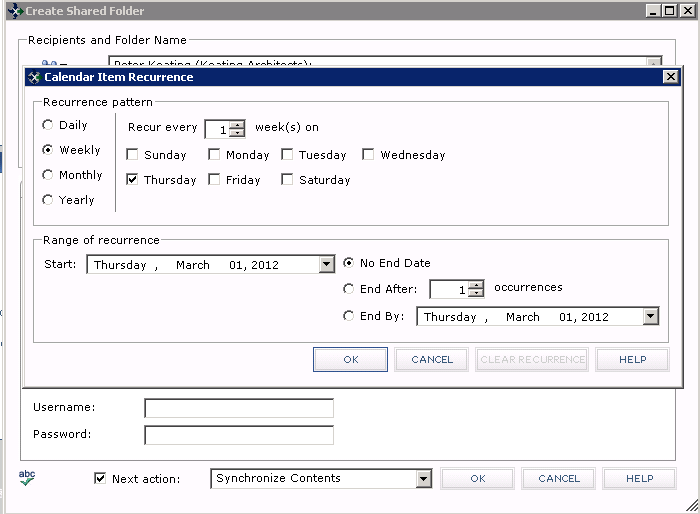 Create Shared Folder
Recipients and Folder Name
Peter Keating (Keating Architects);
Calendar Item Recurrence
Recurrence pattern
Daily
Recur every 1 week(s) on
Weekly
Sunday Monday Tuesday Wednesday
Monthly
Thursday Friday Saturday
Yearly
Range of recurrence
Start: Thursday , March 01, 2012
No End Date
End After: 1 occurrences
End By: Thursday , March 01, 2012
OK CANCEL CLEAR RECURRENCE HELP
Username:
Password:
abc Next action: Synchronize Contents OK CANCEL HELP